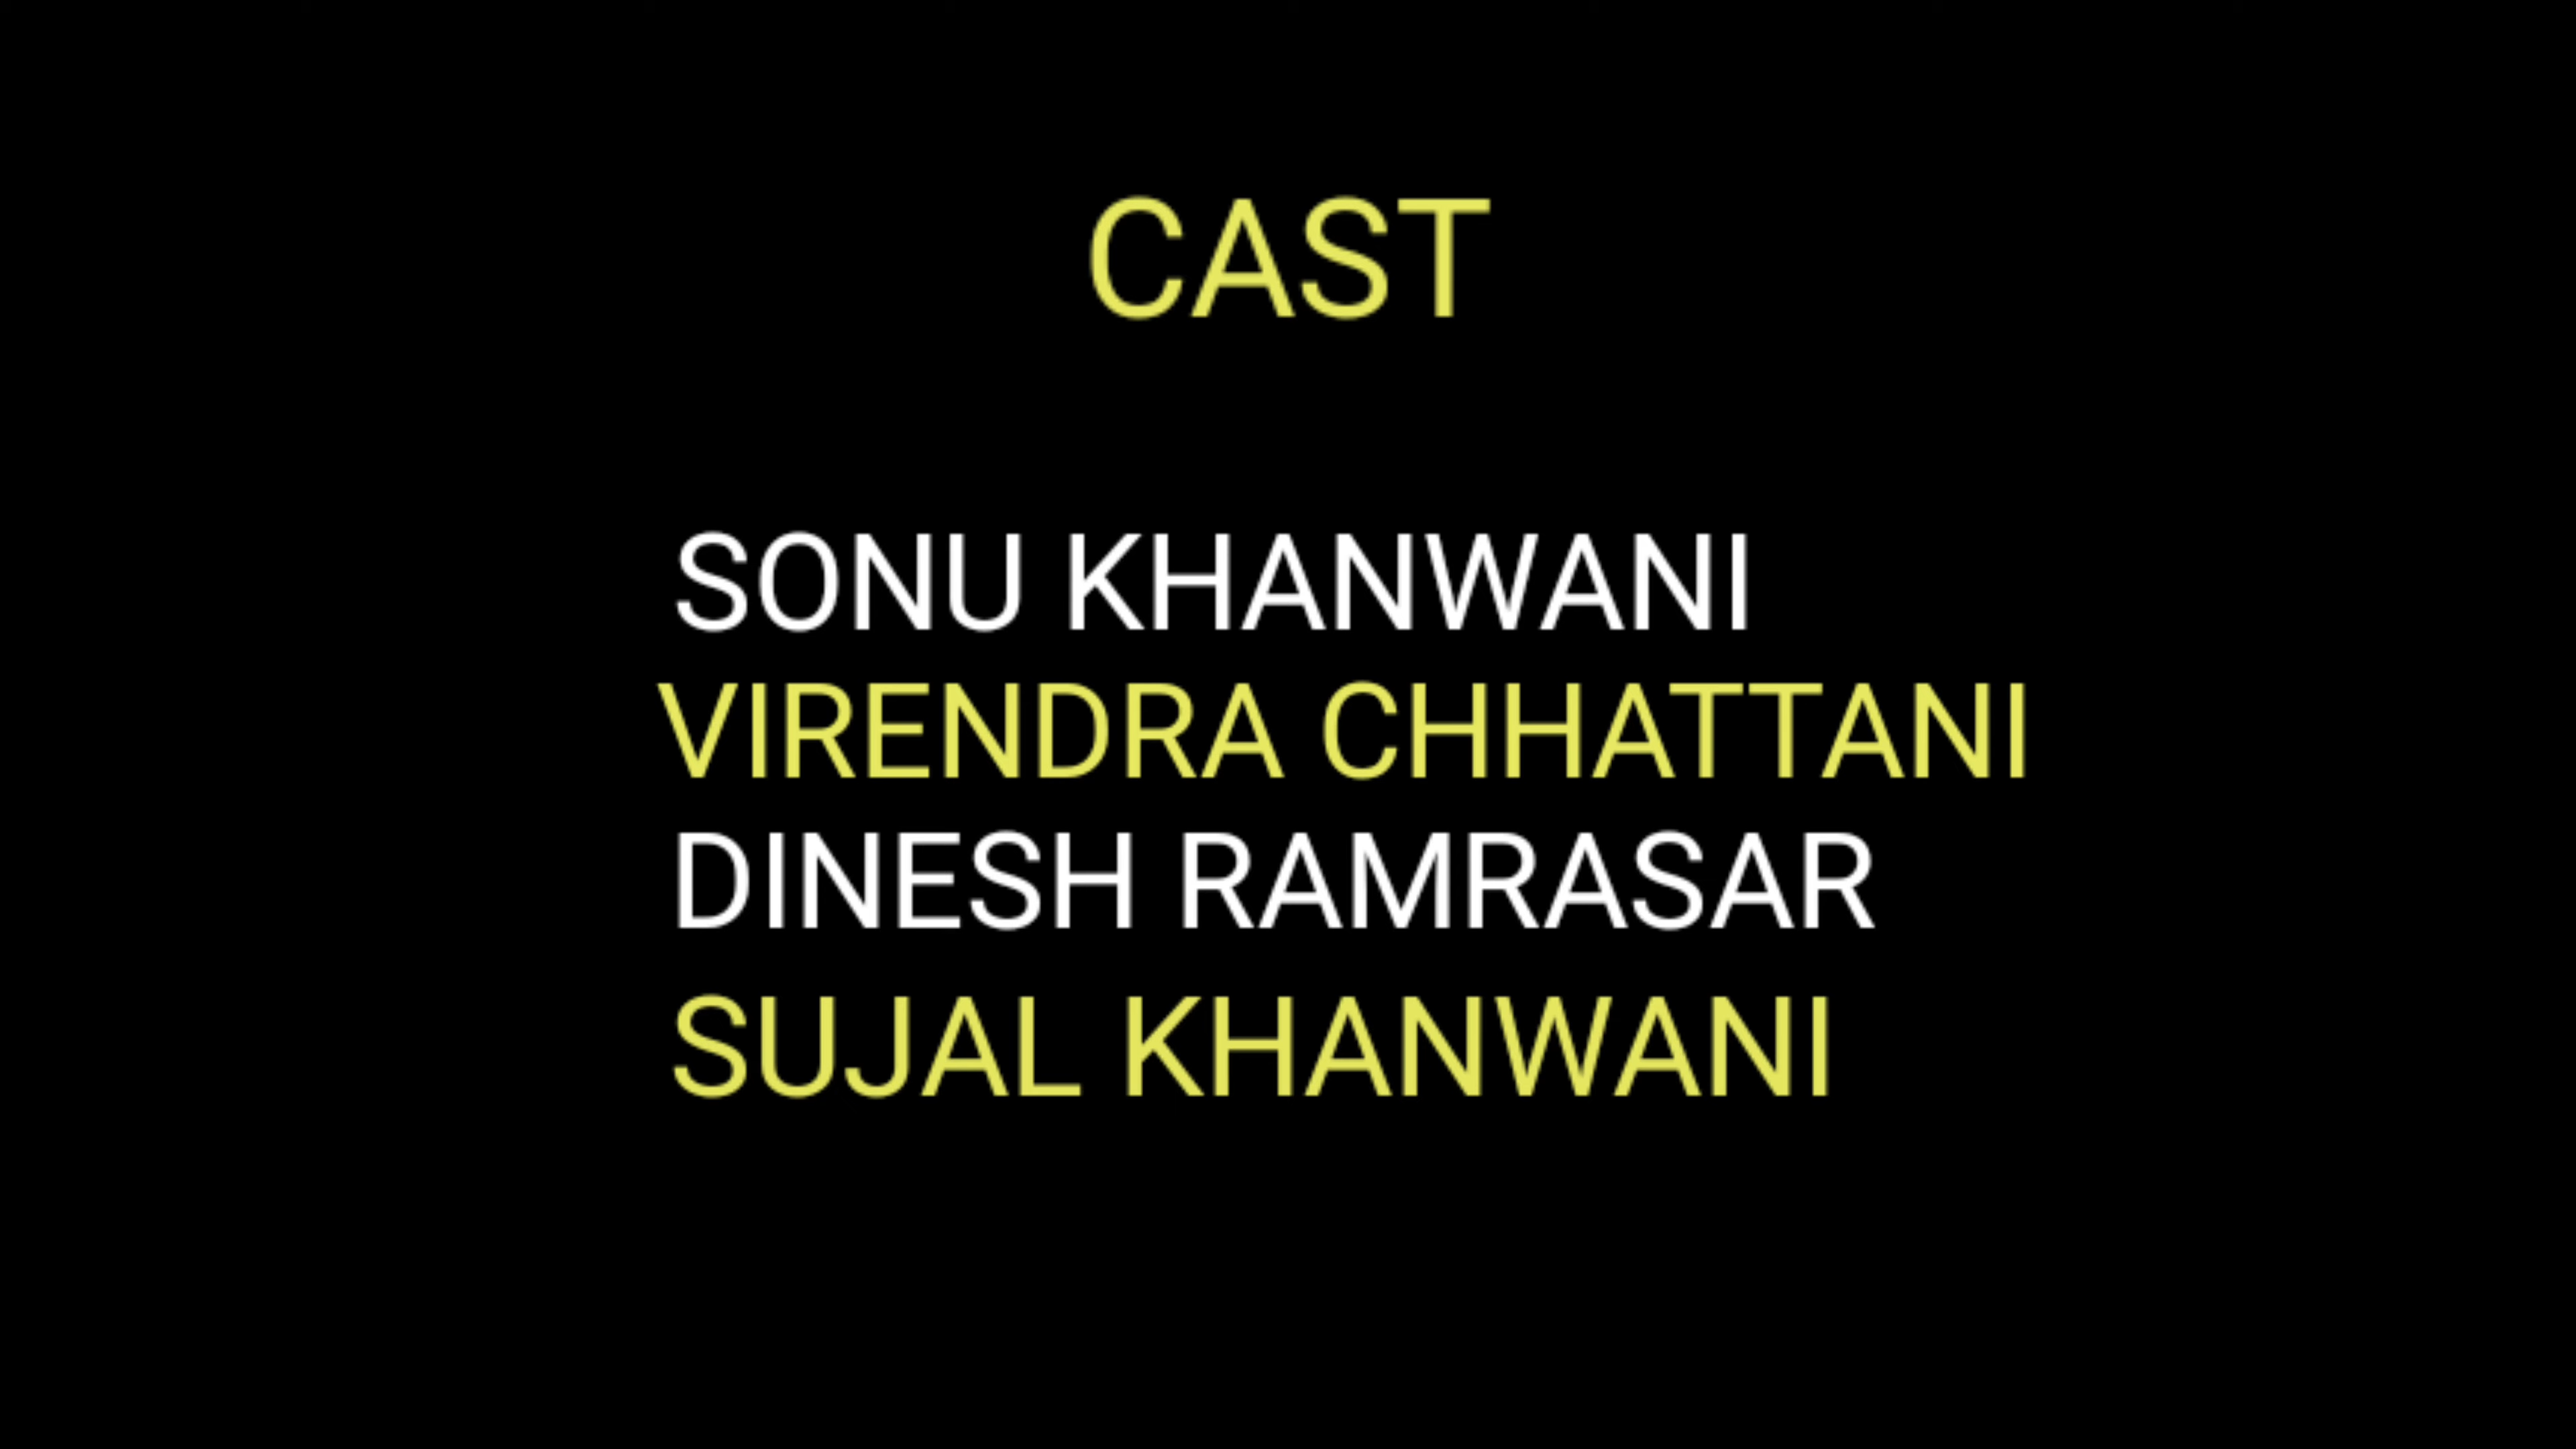 CAST
SONU KHANWANI
VIRENDRA CHHATTANI
DINESH RAMRASAR
SUJAL KHANWANI